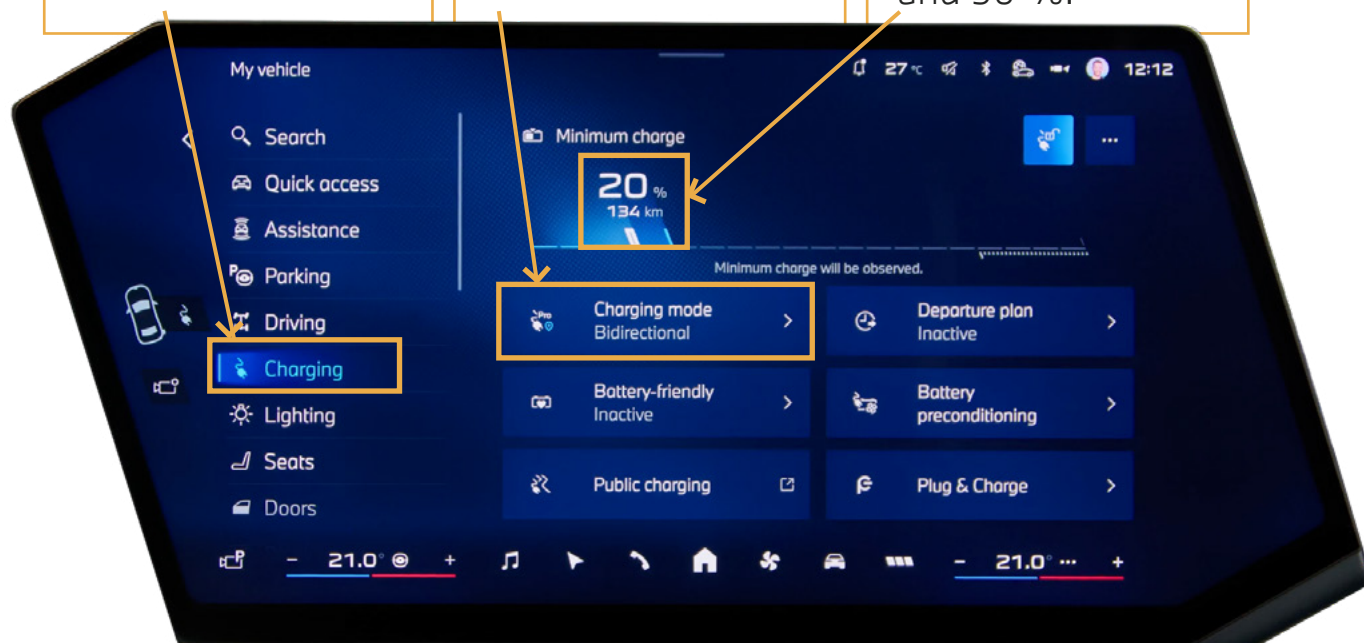 and %.
My vehicle
27 °C
12:12
Search
Quick access
Assistance
Parking
Driving
Charging
Lighting
Seats
Doors
Minimum charge
20 %
134 km
Minimum charge will be observed.
Pro
Charging mode
Bidirectional
Departure plan
Inactive
Battery-friendly
Inactive
Battery
preconditioning
Public charging
Plug & Charge
P
- 21.0° +
- 21.0° ... +